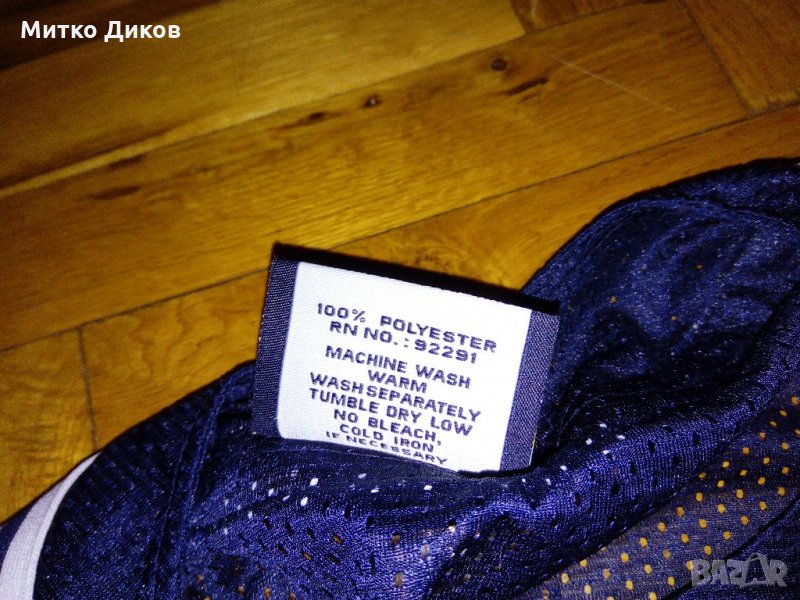 Митко Диков
100% POLYESTER
RN NO.: 92291
MACHINE WASH
WARM
WASH SEPARATELY
TUMBLE DRY LOW
NO BLEACH,
COLD IRON
IF NECESSARY
BAZAR